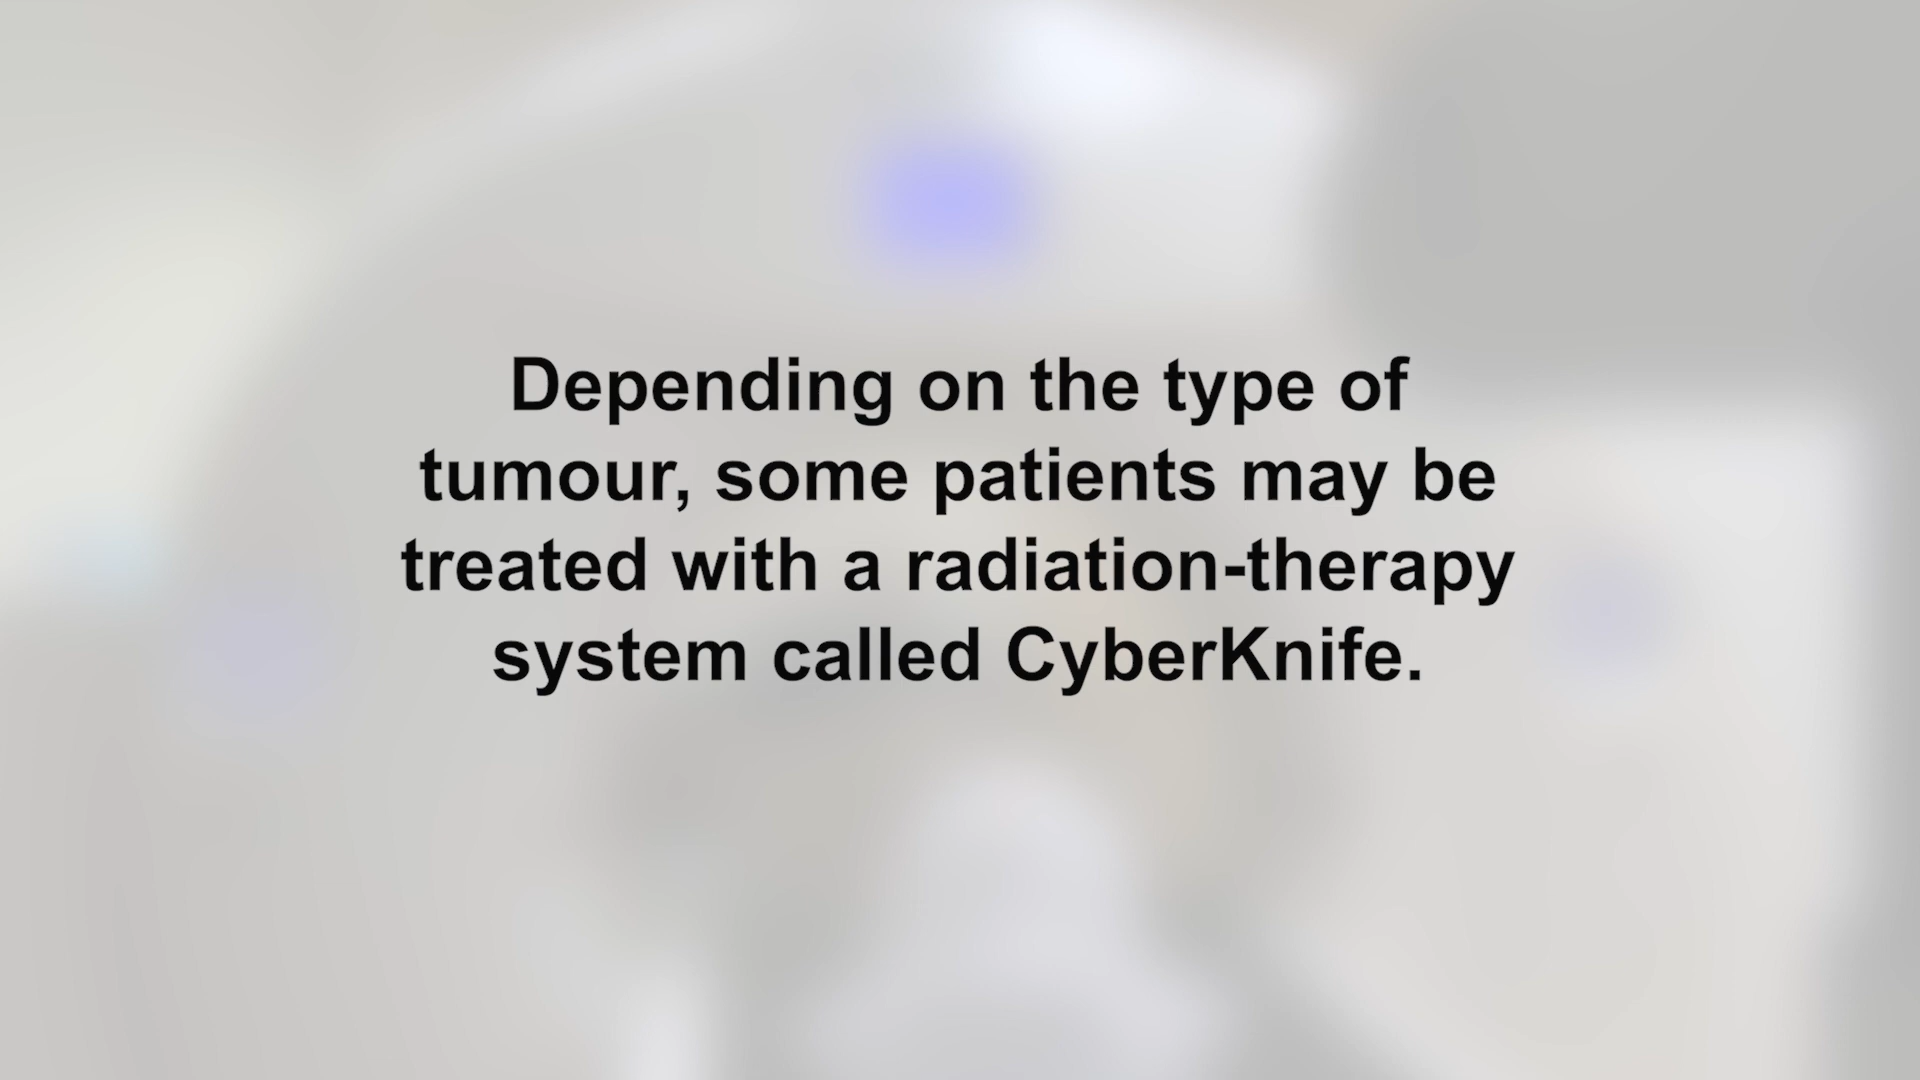 Depending on the type of
tumour, some patients may be
treated with a radiation-therapy
system called CyberKnife.